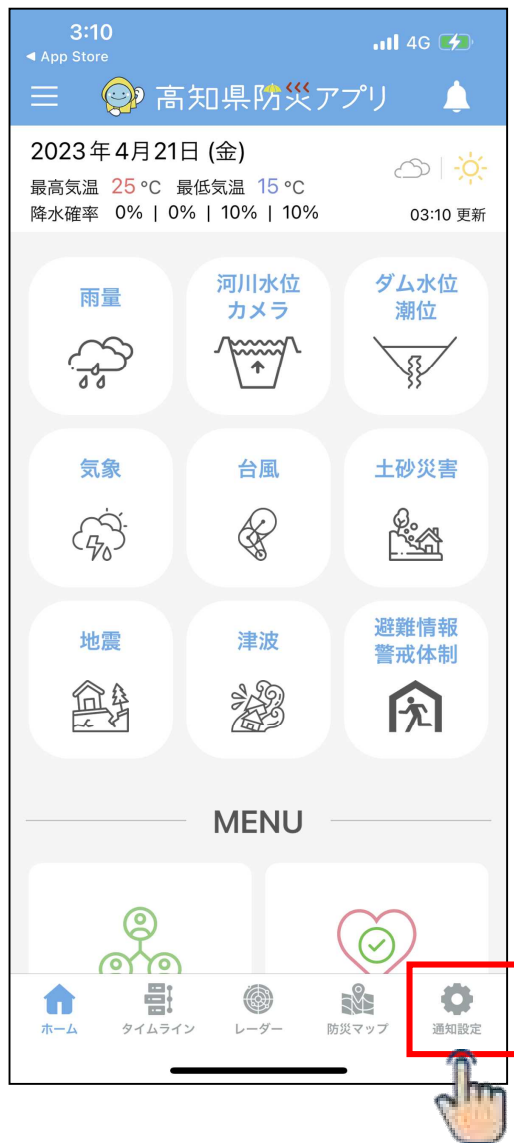 3:10
4G
◀ App Store
高知県防災アプリ
2023年4月21日 (金)
最高気温 25 °C 最低気温 15 °C
降水確率 0% | 0% | 10% | 10%
03:10 更新
雨量
河川水位
カメラ
ダム水位
潮位
気象
台風
土砂災害
地震
津波
避難情報
警戒体制
MENU
ホーム
タイムライン
レーダー
防災マップ
通知設定